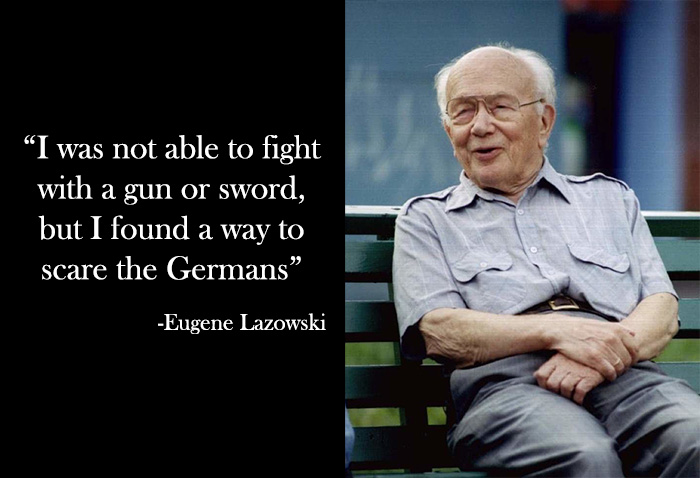 “I was not able to fight
with a gun or sword,
but I found a way to
scare the Germans”
-Eugene Lazowski